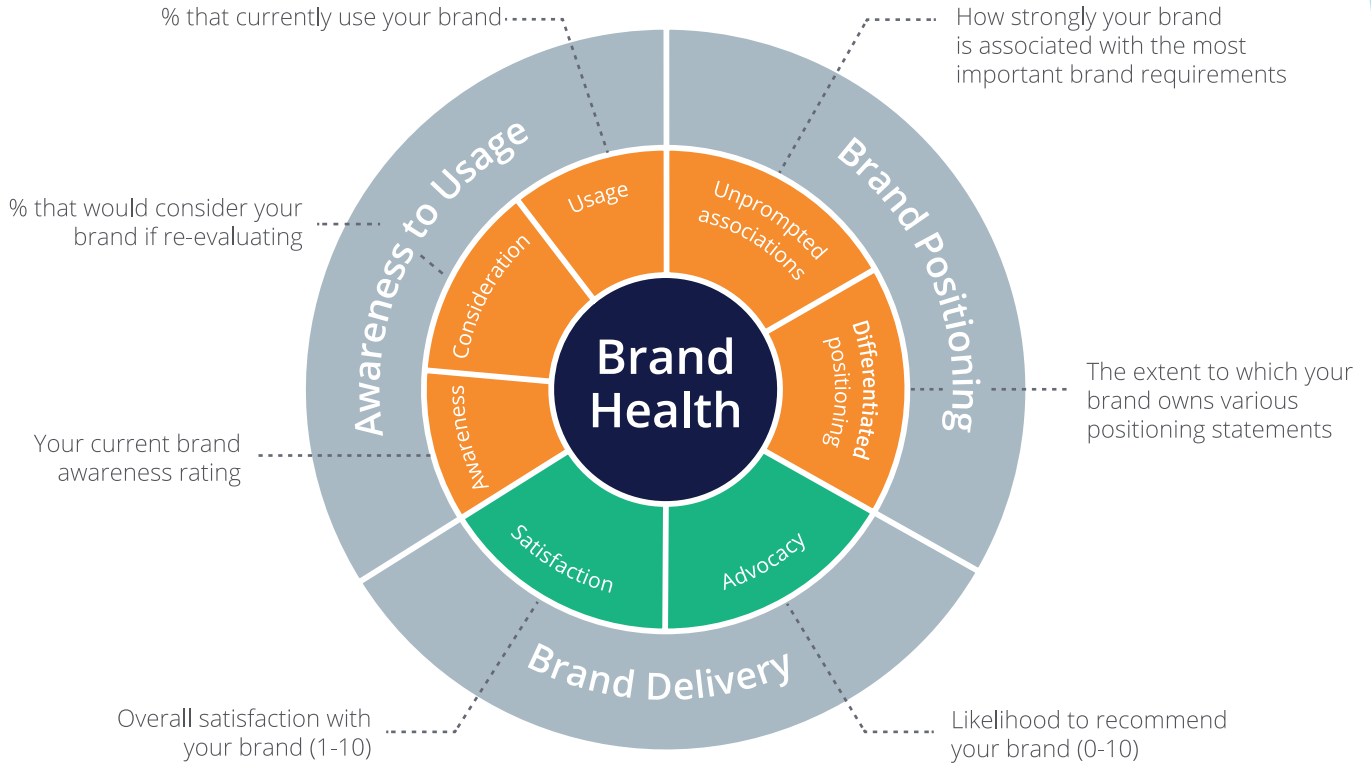 % that currently use your brand
How strongly your brand
is associated with the most
important brand requirements
Awareness to Usage
Brand Positioning
Usage
Unprompted
associations
% that would consider your
brand if re-evaluating
Consideration
Differentiated
positioning
Brand
Health
The extent to which your
brand owns various
positioning statements
Your current brand
awareness rating
Awareness
Satisfaction
Advocacy
Brand Delivery
Overall satisfaction with
your brand (1-10)
Likelihood to recommend
your brand (0-10)